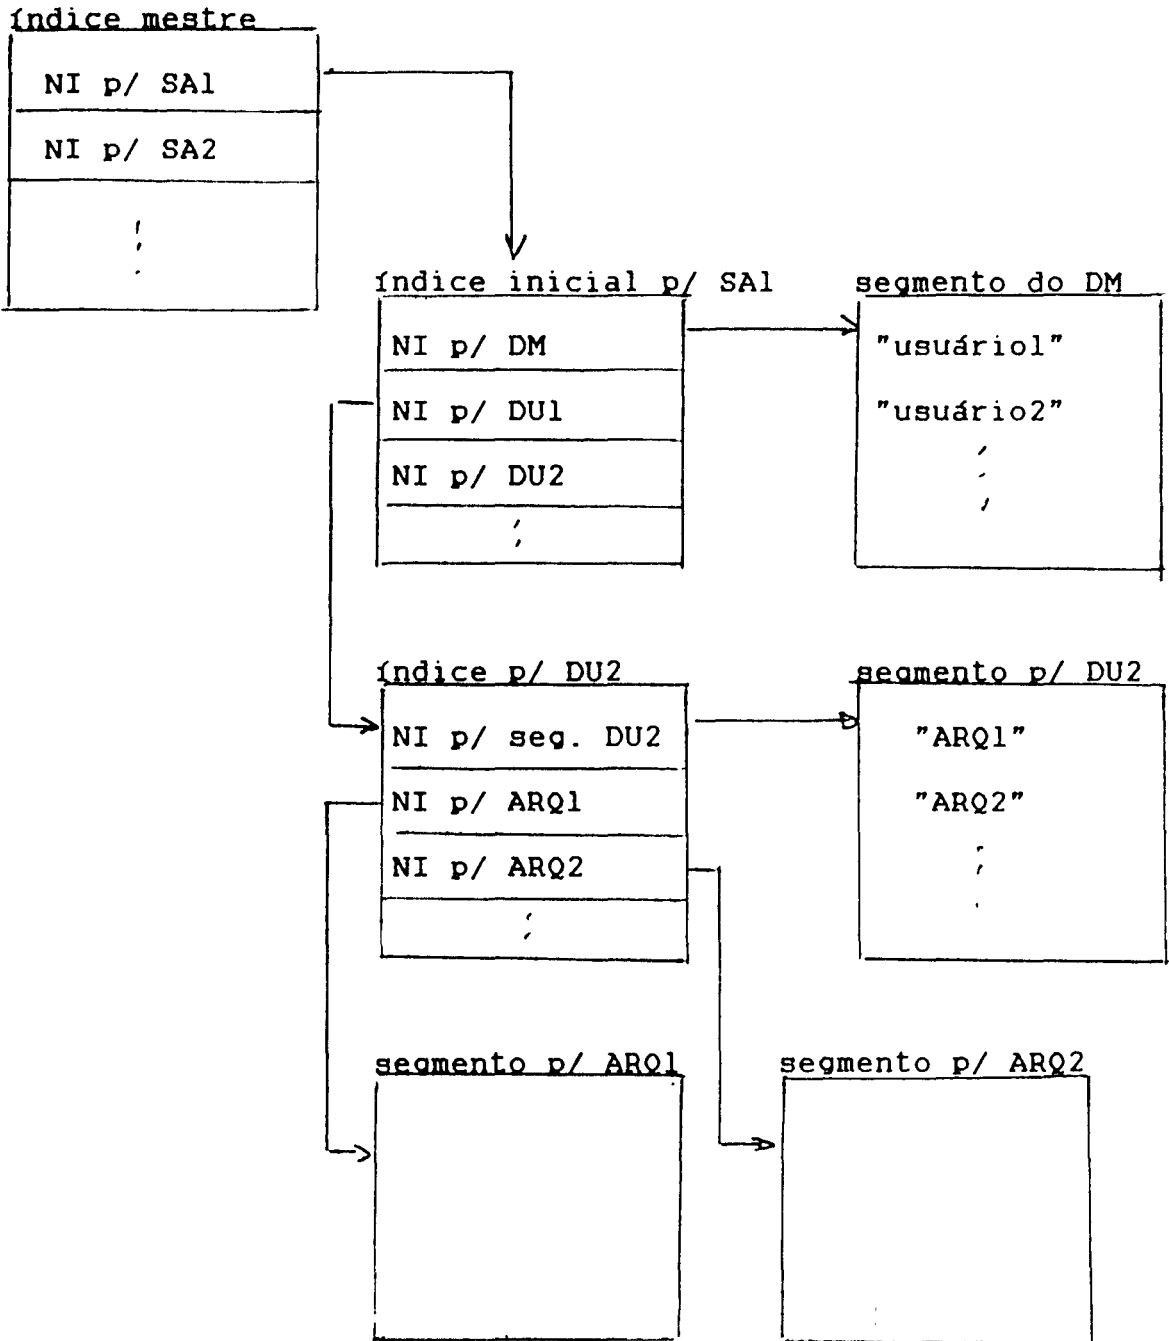 índice mestre
NI p/ SA1
NI p/ SA2
índice inicial p/ SA1
segmento do DM
NI p/ DM
"usuário1"
NI p/ DU1
"usuário2"
NI p/ DU2
índice p/ DU2
segmento p/ DU2
NI p/ seg. DU2
"ARQ1"
NI p/ ARQ1
"ARQ2"
NI p/ ARQ2
segmento p/ ARQ1
segmento p/ ARQ2